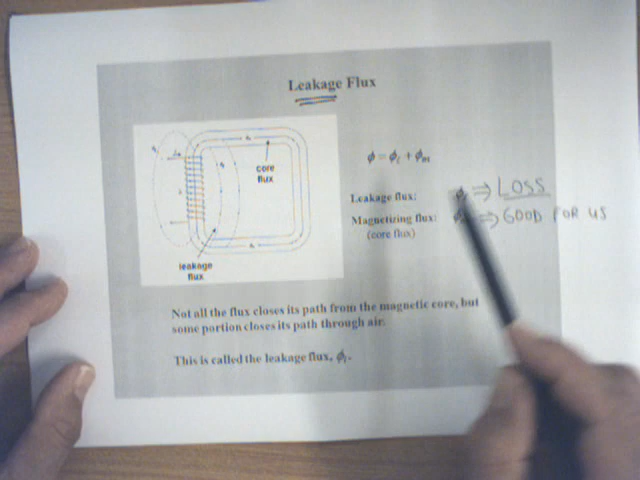 Leakage Flux
core
flux
leakage
flux
ϕ = ϕl + ϕm
Leakage flux: ϕl ⇒ LOSS
Magnetizing flux: ⇒ GOOD FOR US
(core flux)
Not all the flux closes its path from the magnetic core, but
some portion closes its path through air.
This is called the leakage flux, ϕl.